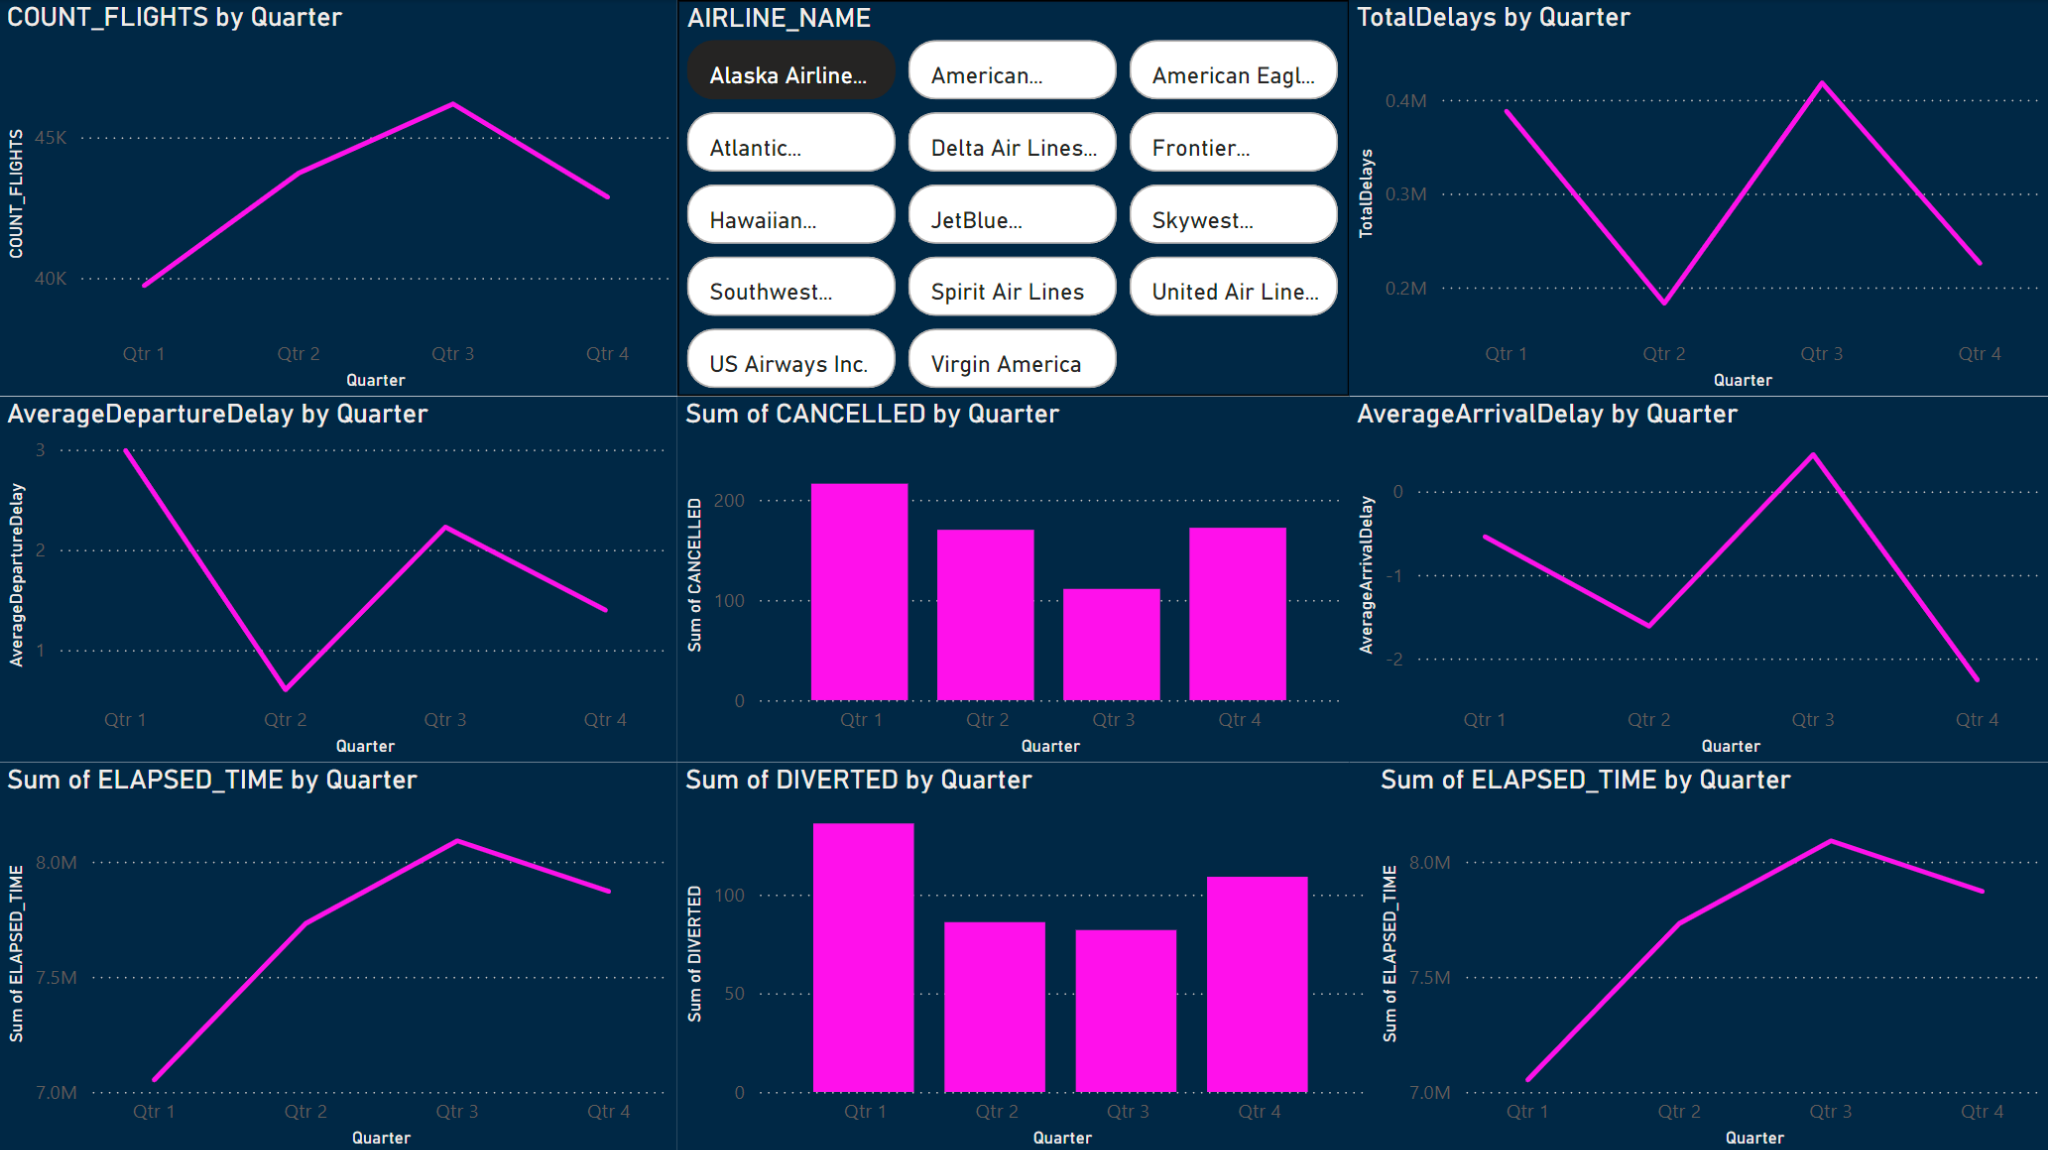 COUNT_FLIGHTS by Quarter
COUNT_FLIGHTS
45K
40K
Qtr 1 Qtr 2 Qtr 3 Qtr 4
Quarter
AIRLINE_NAME
Alaska Airline... American... American Eagl...
Atlantic... Delta Air Lines... Frontier...
Hawaiian... JetBlue... Skywest...
Southwest... Spirit Air Lines United Air Line...
US Airways Inc. Virgin America
TotalDelays by Quarter
TotalDelays
0.4M
0.3M
0.2M
Qtr 1 Qtr 2 Qtr 3 Qtr 4
Quarter
AverageDepartureDelay by Quarter
AverageDepartureDelay
3
2
1
Qtr 1 Qtr 2 Qtr 3 Qtr 4
Quarter
Sum of CANCELLED by Quarter
Sum of CANCELLED
200
100
0
Qtr 1 Qtr 2 Qtr 3 Qtr 4
Quarter
AverageArrivalDelay by Quarter
AverageArrivalDelay
0
-1
-2
Qtr 1 Qtr 2 Qtr 3 Qtr 4
Quarter
Sum of ELAPSED_TIME by Quarter
Sum of ELAPSED_TIME
8.0M
7.5M
7.0M
Qtr 1 Qtr 2 Qtr 3 Qtr 4
Quarter
Sum of DIVERTED by Quarter
Sum of DIVERTED
100
50
0
Qtr 1 Qtr 2 Qtr 3 Qtr 4
Quarter
Sum of ELAPSED_TIME by Quarter
Sum of ELAPSED_TIME
8.0M
7.5M
7.0M
Qtr 1 Qtr 2 Qtr 3 Qtr 4
Quarter